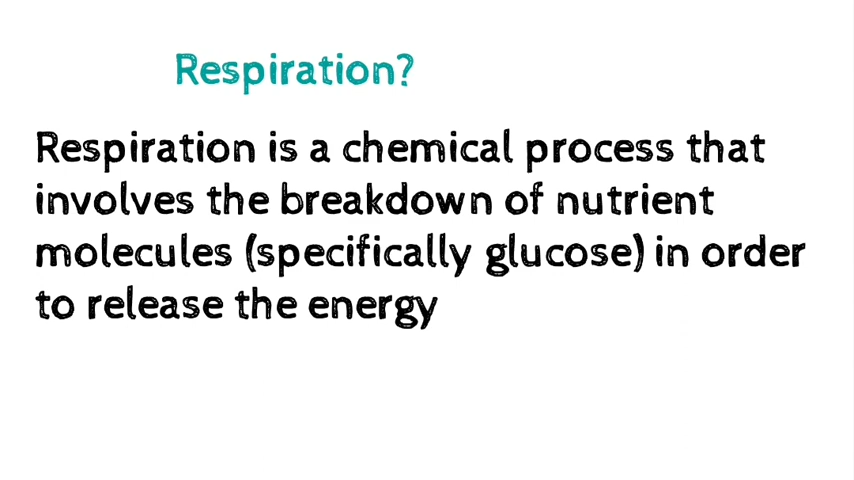 Respiration?
Respiration is a chemical process that
involves the breakdown of nutrient
molecules (specifically glucose) in order
to release the energy